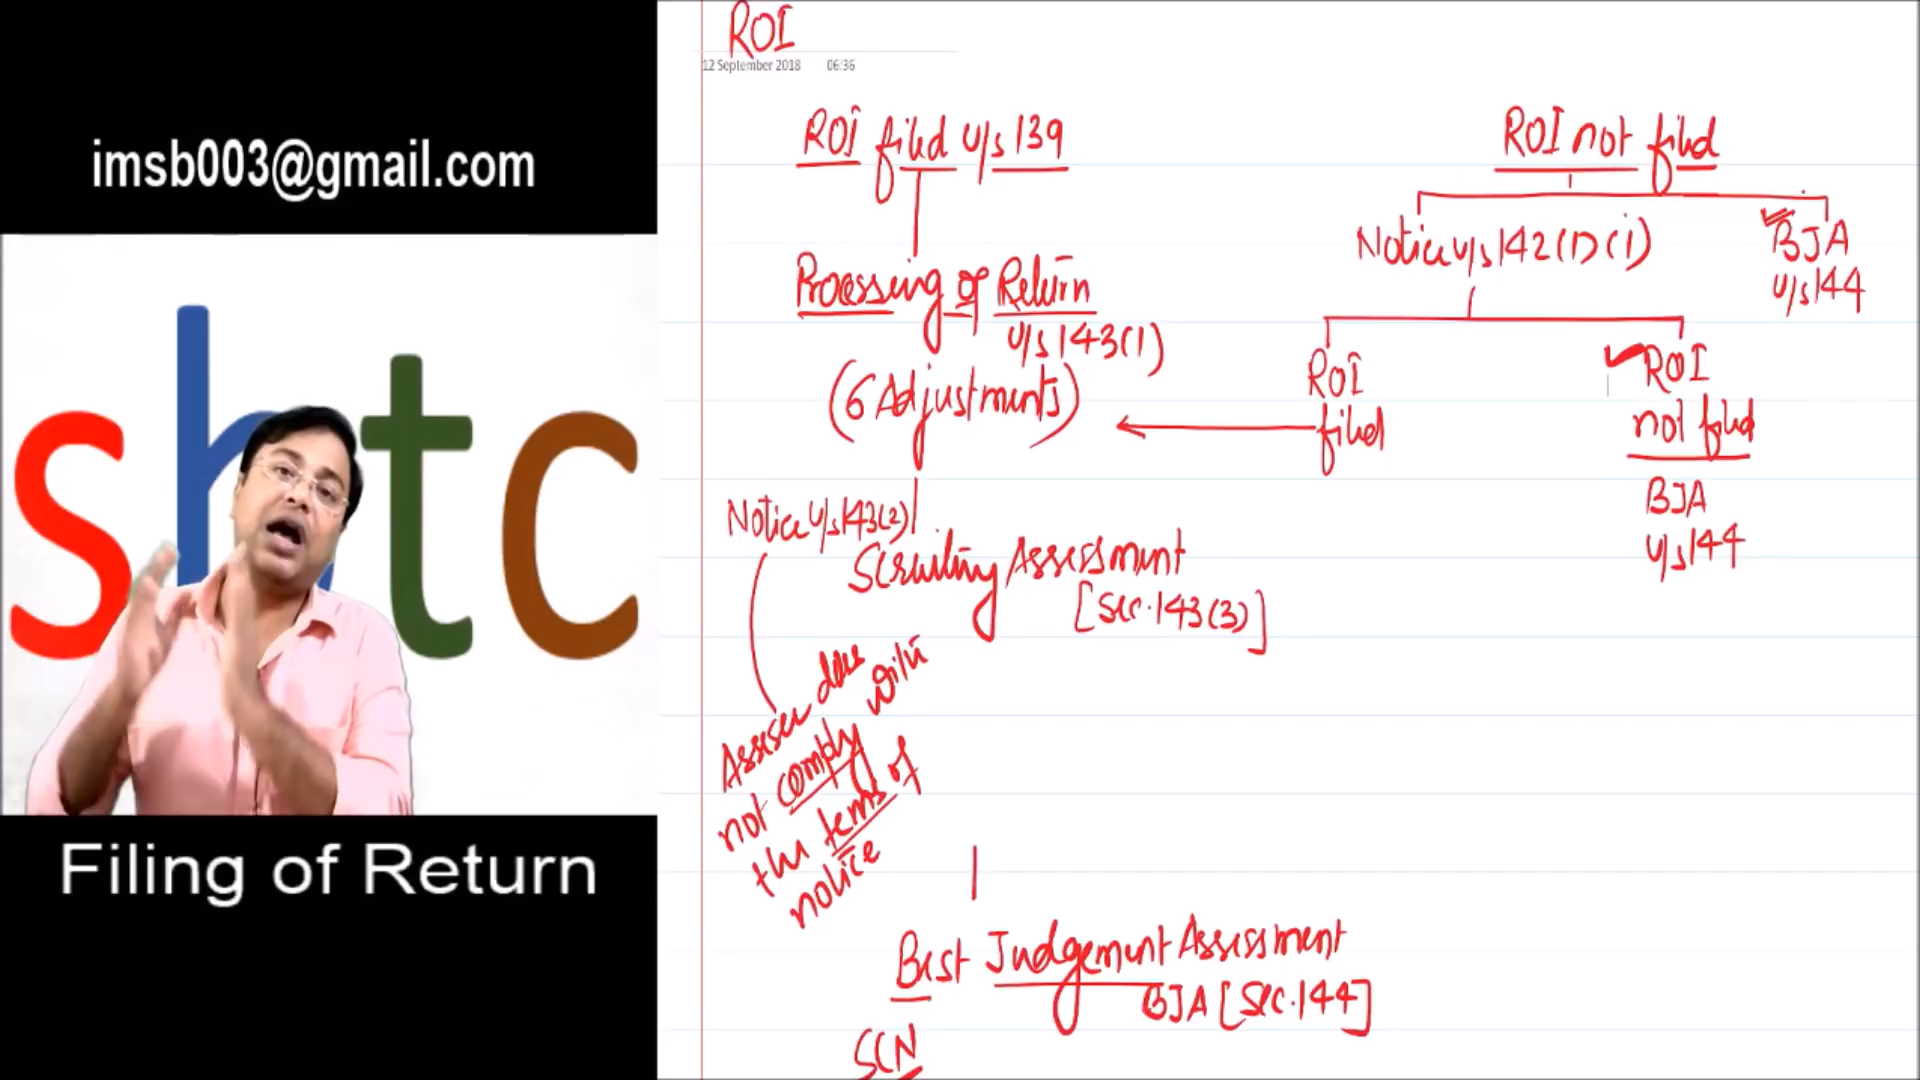 imsb003@gmail.com
shtc
Filing of Return
ROI
12 September 2018 06:36
ROI filed u/s 139
Processing of Return
u/s 143(1)
(6 Adjustments)
Notice u/s 143(2)
Scrutiny Assessment
[Sec. 143(3)]
Assessee does
not comply with
the terms of
notice
Best Judgement Assessment
BJA [Sec. 144]
SCN
ROI not filed
Notice u/s 142(1)(i)
BJA
u/s 144
ROI
filed
ROI
not filed
BJA
u/s 144